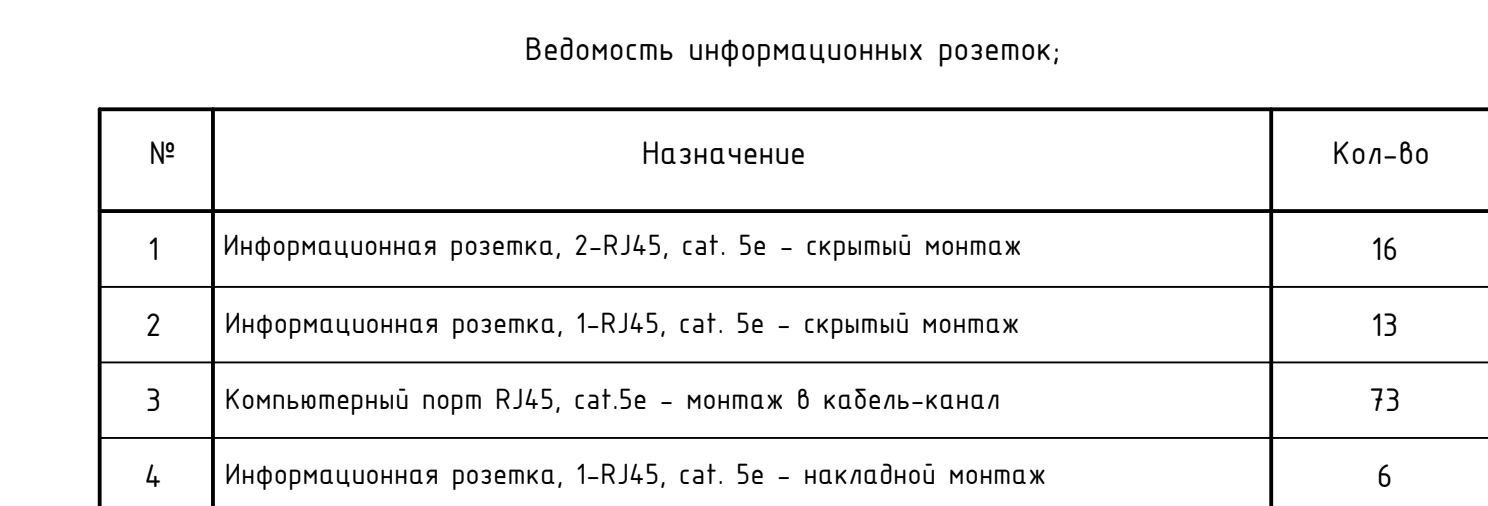 Ведомость информационных розеток;
№ Назначение Кол-во
1 Информационная розетка, 2-RJ45, cat. 5e - скрытый монтаж 16
2 Информационная розетка, 1-RJ45, cat. 5e - скрытый монтаж 13
3 Компьютерный порт RJ45, cat.5e - монтаж в кабель-канал 73
4 Информационная розетка, 1-RJ45, cat. 5e - накладной монтаж 6